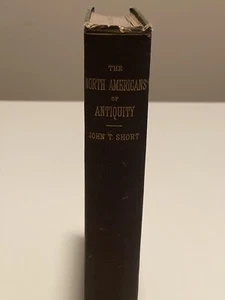 THE
NORTH AMERICANS
OF
ANTIQUITY
JOHN T. SHORT